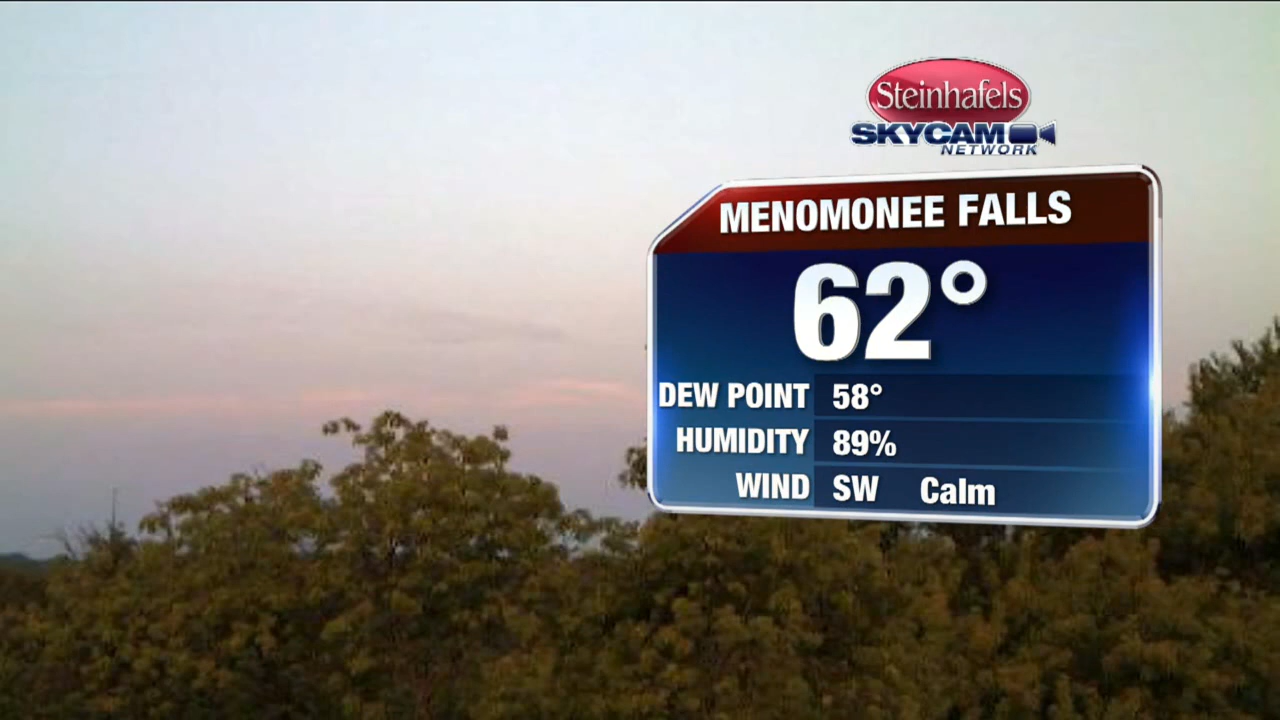 Steinhafels
SKYCAM
NETWORK
MENOMONEE FALLS
62°
DEW POINT 58°
HUMIDITY 89%
WIND SW Calm